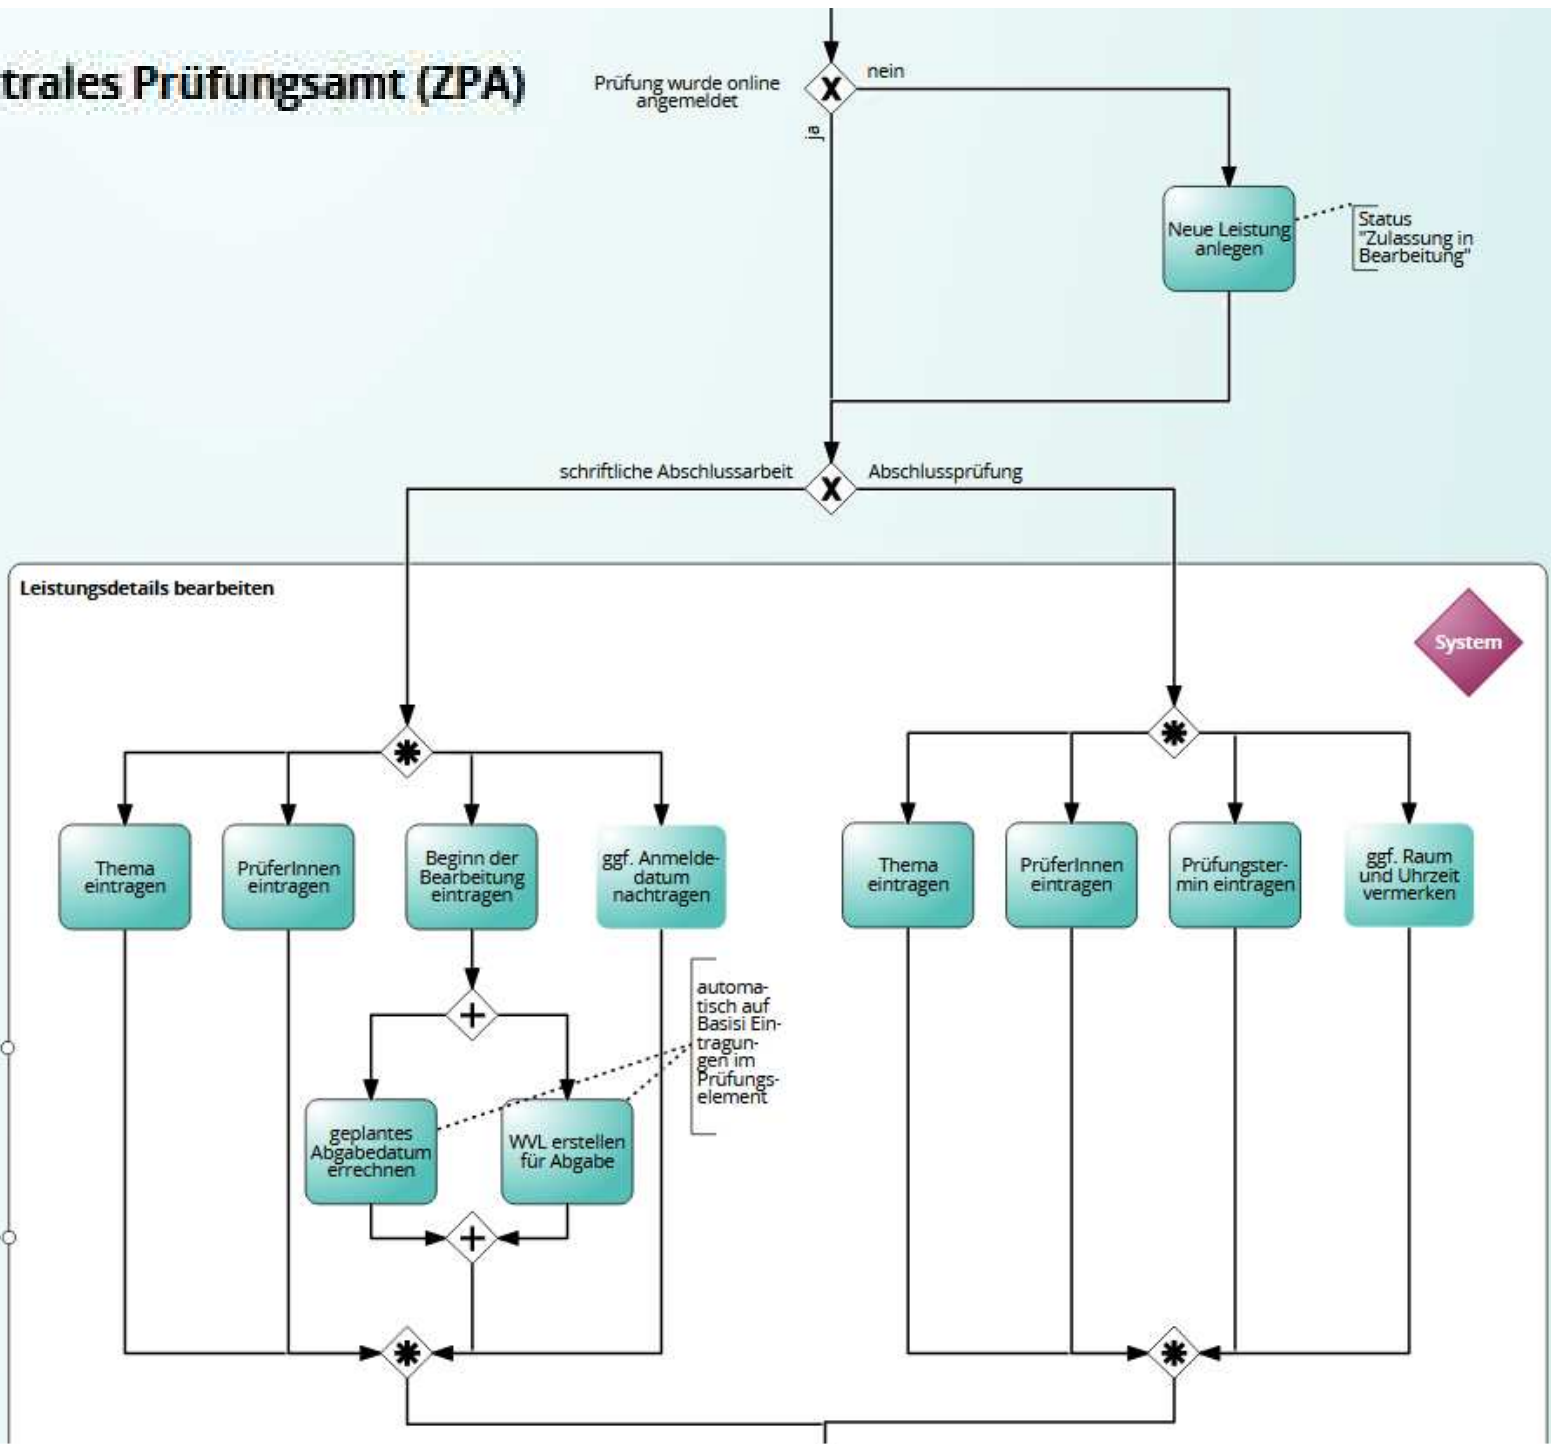 trales Prüfungsamt (ZPA)
Prüfung wurde online
angemeldet
nein
ja
Neue Leistung
anlegen
Status
"Zulassung in
Bearbeitung"
schriftliche Abschlussarbeit
Abschlussprüfung
Leistungsdetails bearbeiten
System
Thema
eintragen
PrüferInnen
eintragen
Beginn der
Bearbeitung
eintragen
ggf. Anmelde-
datum
nachtragen
Thema
eintragen
PrüferInnen
eintragen
Prüfungster-
min eintragen
ggf. Raum
und Uhrzeit
vermerken
automa-
tisch auf
Basisi Ein-
tragun-
gen im
Prüfungs-
element
geplantes
Abgabedatum
errechnen
WVL erstellen
für Abgabe